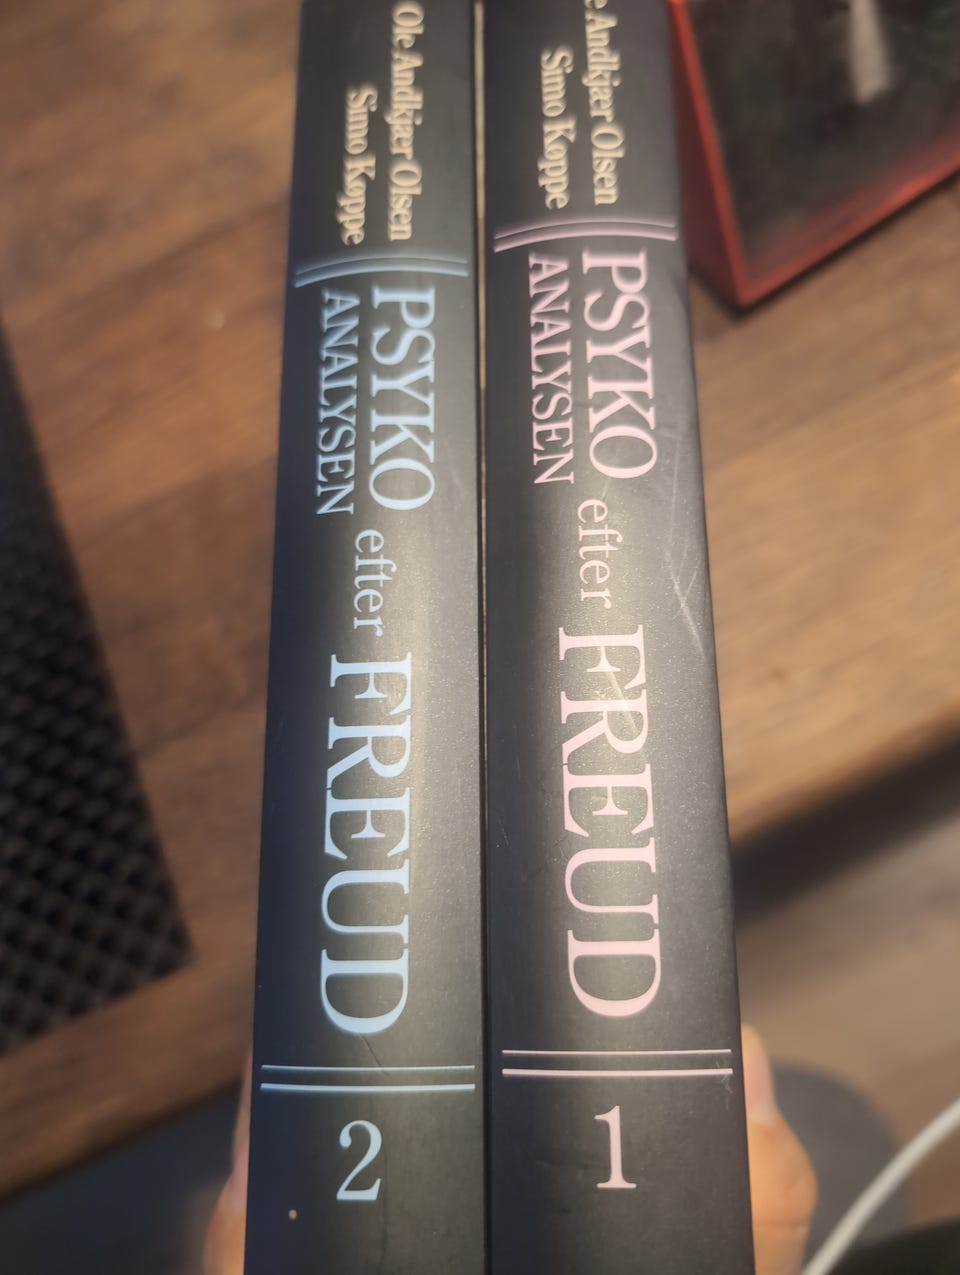 Ole Andkjær Olsen
Simo Køppe
PSYKO
ANALYSEN
efter
FREUD
2
Andkjær Olsen
Simo Køppe
PSYKO
ANALYSEN
efter
FREUD
1